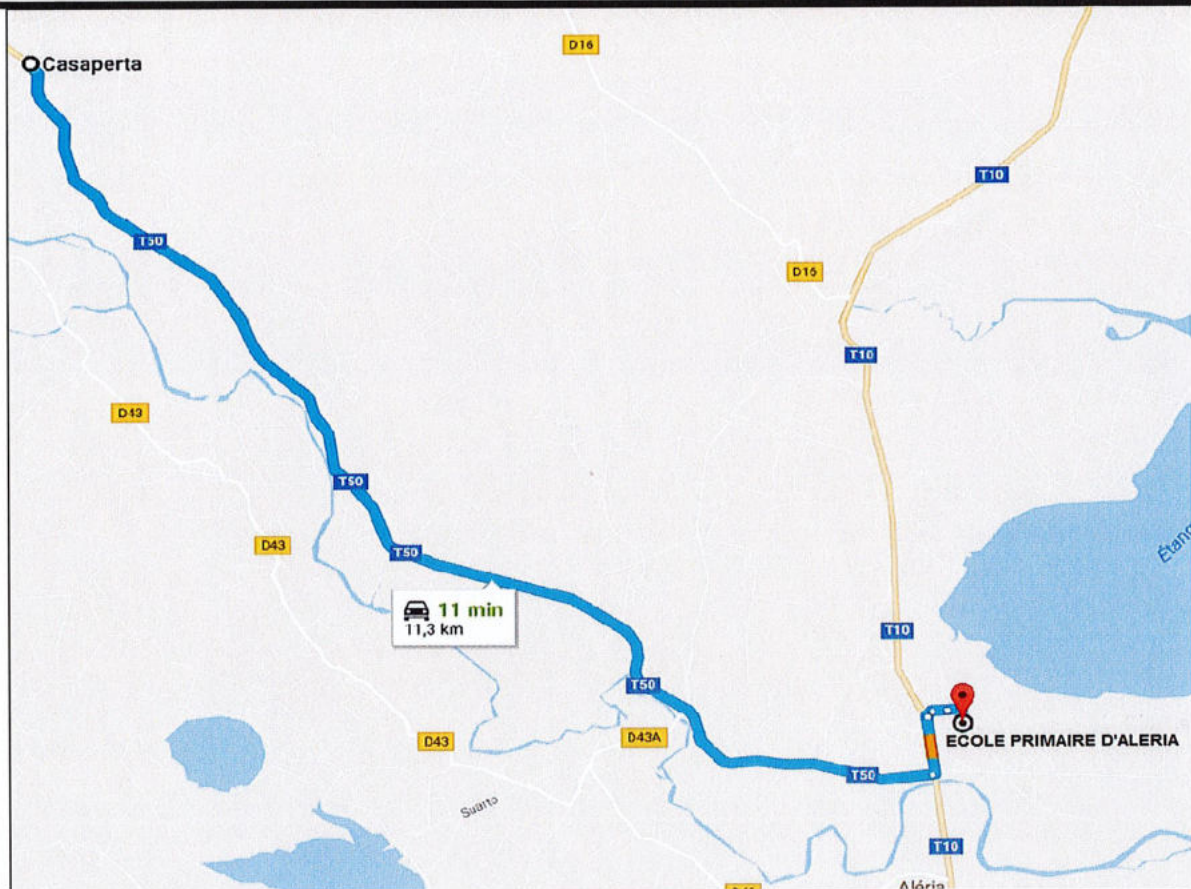 D16
Casaperta
T10
T50
D16
T10
D43
T50
Étang
D43
T50
11 min
11,3 km
T10
T50
D43
D43A
ECOLE PRIMAIRE D'ALERIA
T50
Suarto
T10
Aléria